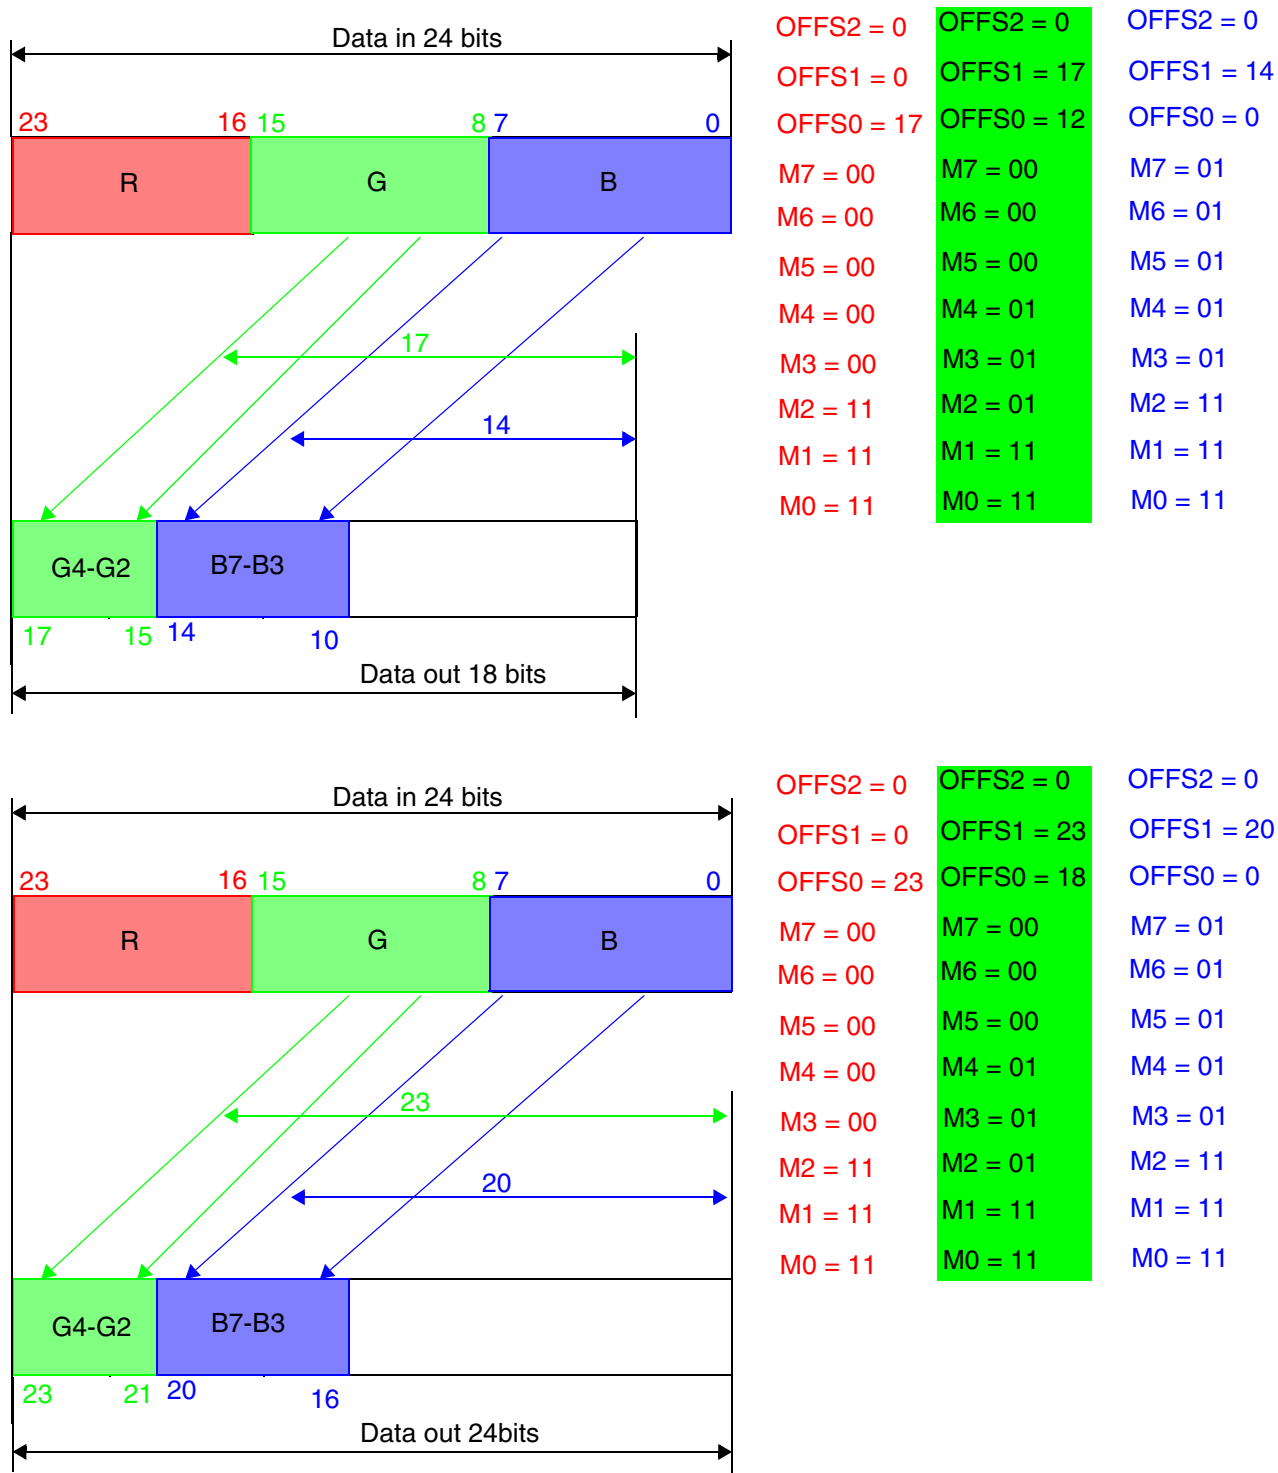 Data in 24 bits
23 16 15 8 7 0
R G B
17
14
G4-G2 B7-B3
17 15 14 10
Data out 18 bits
OFFS2 = 0 OFFS2 = 0 OFFS2 = 0
OFFS1 = 0 OFFS1 = 17 OFFS1 = 14
OFFS0 = 17 OFFS0 = 12 OFFS0 = 0
M7 = 00 M7 = 00 M7 = 01
M6 = 00 M6 = 00 M6 = 01
M5 = 00 M5 = 00 M5 = 01
M4 = 00 M4 = 01 M4 = 01
M3 = 00 M3 = 01 M3 = 01
M2 = 11 M2 = 01 M2 = 11
M1 = 11 M1 = 11 M1 = 11
M0 = 11 M0 = 11 M0 = 11
Data in 24 bits
23 16 15 8 7 0
R G B
23
20
G4-G2 B7-B3
23 21 20 16
Data out 24bits
OFFS2 = 0 OFFS2 = 0 OFFS2 = 0
OFFS1 = 0 OFFS1 = 23 OFFS1 = 20
OFFS0 = 23 OFFS0 = 18 OFFS0 = 0
M7 = 00 M7 = 00 M7 = 01
M6 = 00 M6 = 00 M6 = 01
M5 = 00 M5 = 00 M5 = 01
M4 = 00 M4 = 01 M4 = 01
M3 = 00 M3 = 01 M3 = 01
M2 = 11 M2 = 01 M2 = 11
M1 = 11 M1 = 11 M1 = 11
M0 = 11 M0 = 11 M0 = 11